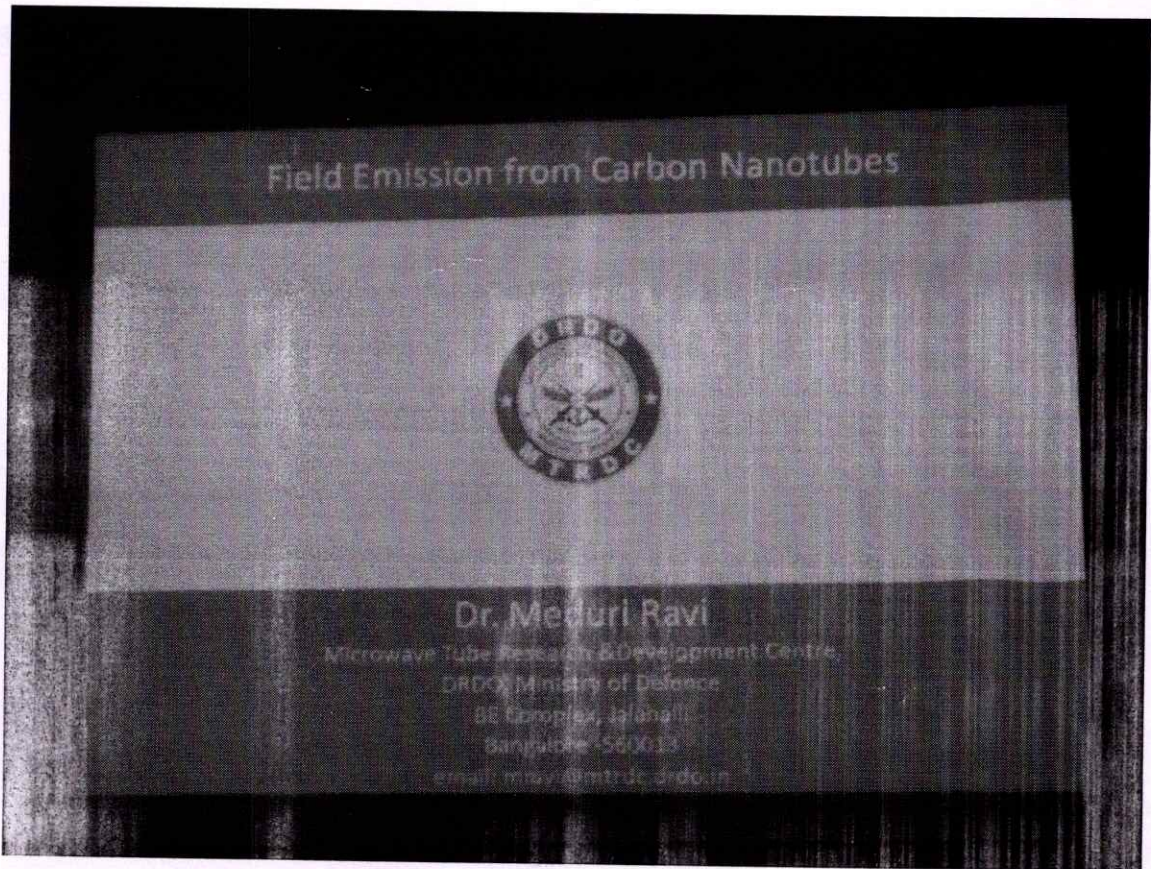 Field Emission from Carbon Nanotubes
DRDO
MTRDC
Dr. Meduri Ravi
Microwave Tube Research &Development Centre,
DRDO, Ministry of Defence
BE Complex, Jalahalli
Bangalore -560013
email: